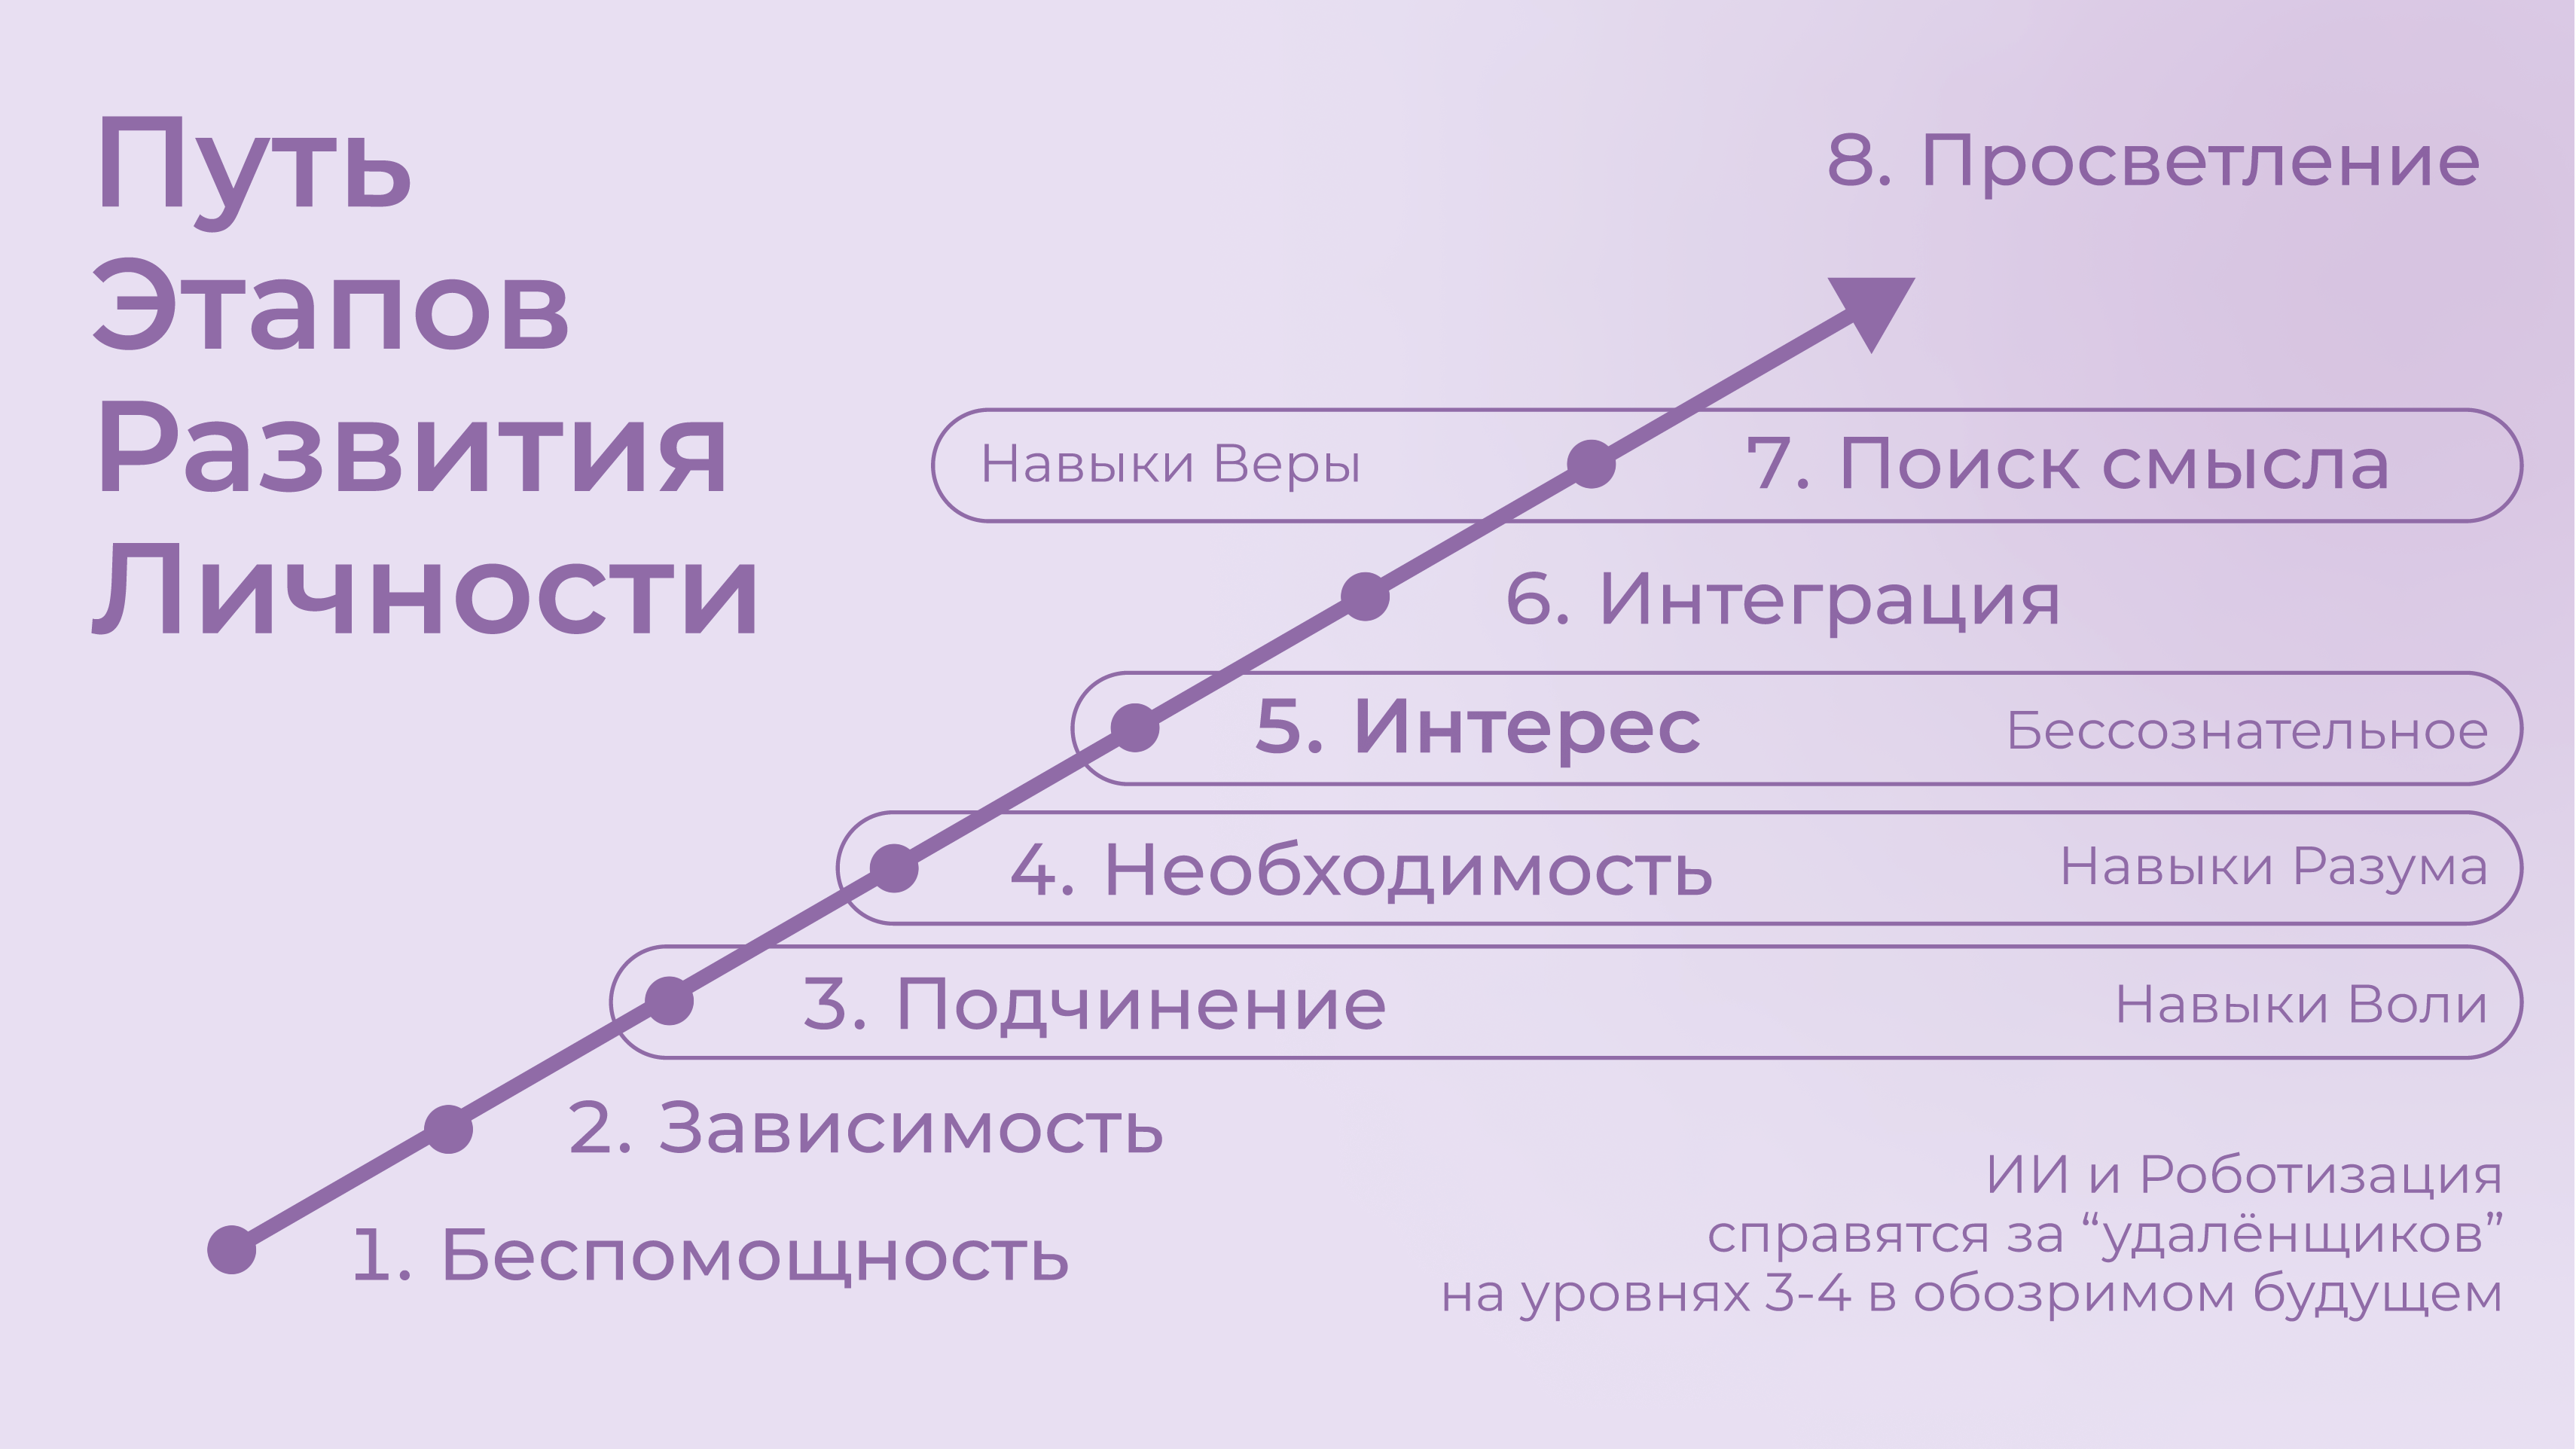 Путь
Этапов
Развития
Личности
8. Просветление
Навыки Веры
7. Поиск смысла
6. Интеграция
5. Интерес
Бессознательное
4. Необходимость
Навыки Разума
3. Подчинение
Навыки Воли
2. Зависимость
1. Беспомощность
ИИ и Роботизация
справятся за “удалёнщиков”
на уровнях 3-4 в обозримом будущем